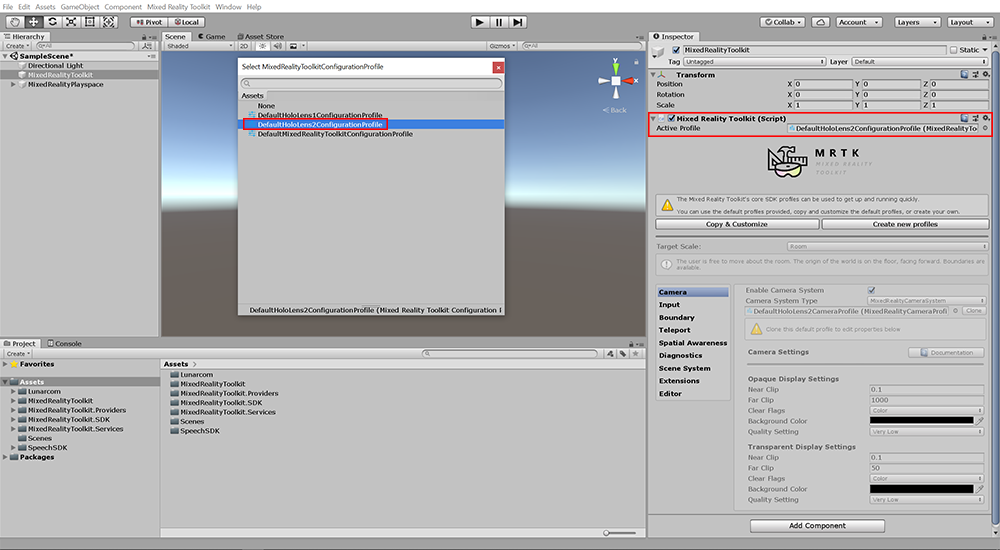 File Edit Assets GameObject Component Mixed Reality Toolkit Window Help
Pivot Local Collab Account Layers Layout
Hierarchy
Create All
SampleScene*
Directional Light
MixedRealityToolkit
MixedRealityPlayspace
Scene Game Asset Store
Shaded 2D Gizmos All
Select MixedRealityToolkitConfigurationProfile
Assets
None
DefaultHoloLens1ConfigurationProfile
DefaultHoloLens2ConfigurationProfile
DefaultMixedRealityToolkitConfigurationProfile
DefaultHoloLens2ConfigurationProfile (Mixed Reality Toolkit Configuration F
y
x
Back
Project Console
Create
Favorites
Assets
Lunarcom
MixedRealityToolkit
MixedRealityToolkit.Providers
MixedRealityToolkit.SDK
MixedRealityToolkit.Services
Scenes
SpeechSDK
Packages
Assets
Lunarcom
MixedRealityToolkit
MixedRealityToolkit.Providers
MixedRealityToolkit.SDK
MixedRealityToolkit.Services
Scenes
SpeechSDK
Inspector
MixedRealityToolkit Static
Tag Untagged Layer Default
Transform
Position X 0 Y 0 Z 0
Rotation X 0 Y 0 Z 0
Scale X 1 Y 1 Z 1
Mixed Reality Toolkit (Script)
Active Profile DefaultHoloLens2ConfigurationProfile (MixedRealityTo
MRTK
MIXED REALITY
TOOLKIT
The Mixed Reality Toolkit's core SDK profiles can be used to get up and running quickly.
You can use the default profiles provided, copy and customize the default profiles, or create your own.
Copy & Customize Create new profiles
Target Scale: Room
The user is free to move about the room. The origin of the world is on the floor, facing forward. Boundaries are
available.
Camera
Input
Boundary
Teleport
Spatial Awareness
Diagnostics
Scene System
Extensions
Editor
Enable Camera System
Camera System Type MixedRealityCameraSystem
DefaultHoloLens2CameraProfile (MixedRealityCameraProfi Clone
Clone this default profile to edit properties below
Camera Settings Documentation
Opaque Display Settings
Near Clip 0.1
Far Clip 1000
Clear Flags Color
Background Color
Quality Setting Very Low
Transparent Display Settings
Near Clip 0.1
Far Clip 50
Clear Flags Color
Background Color
Quality Setting Very Low
Add Component